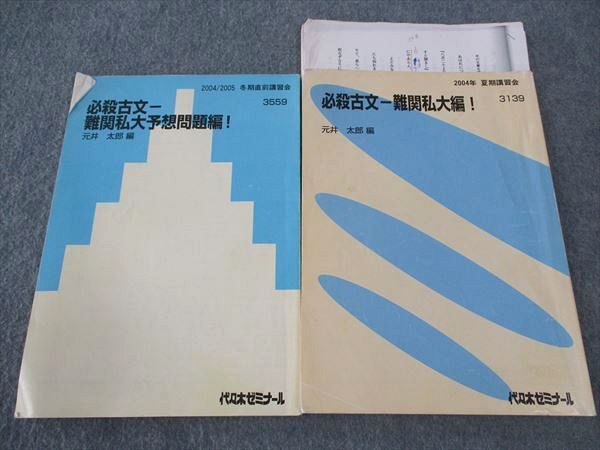 2004/2005 冬期直前講習会
3559
必殺古文－
難関私大予想問題編！
元井 太郎 編
代々木ゼミナール
2004年 夏期講習会
3139
必殺古文－難関私大編！
元井 太郎 編
代々木ゼミナール